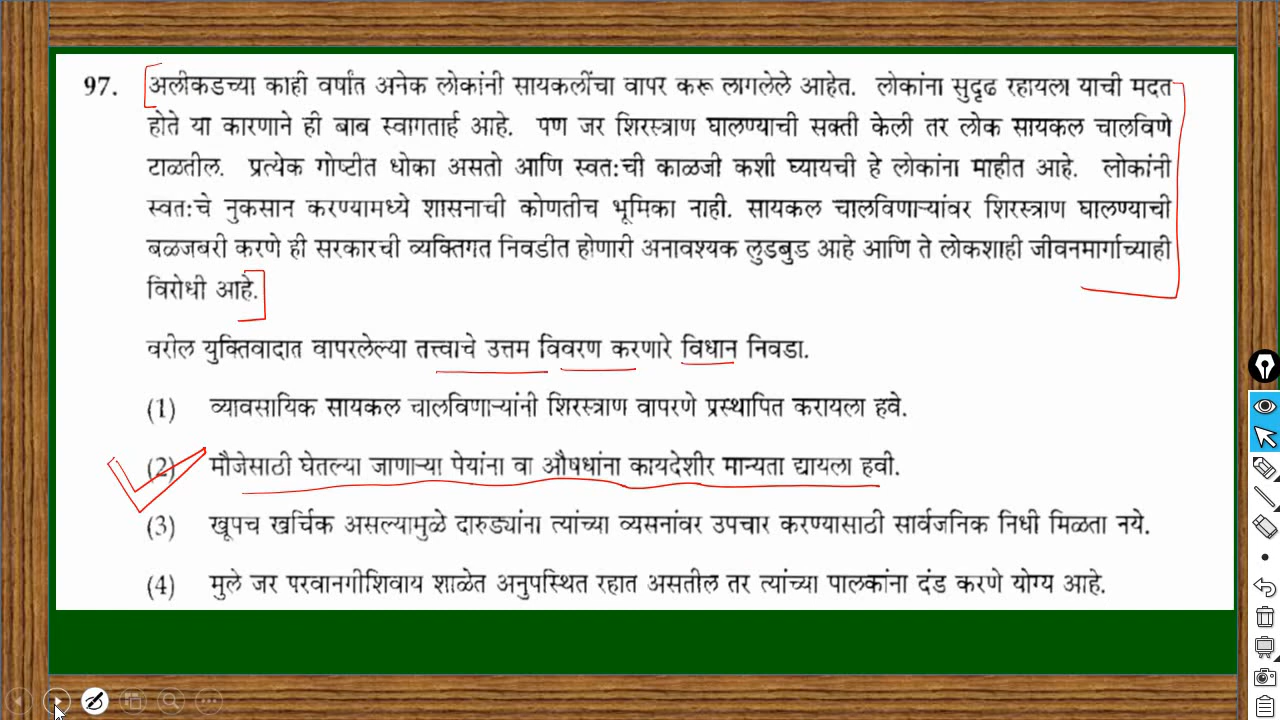 97. अलीकडच्या काही वर्षांत अनेक लोकांनी सायकलींचा वापर करू लागलेले आहेत. लोकांना सुदृढ रहायला याची मदत
होते या कारणाने ही बाब स्वागतार्ह आहे. पण जर शिरस्त्राण घालण्याची सक्ती केली तर लोक सायकल चालविणे
टाळतील. प्रत्येक गोष्टीत धोका असतो आणि स्वत:ची काळजी कशी घ्यायची हे लोकांना माहीत आहे. लोकांनी
स्वत:चे नुकसान करण्यामध्ये शासनाची कोणतीच भूमिका नाही. सायकल चालविणाऱ्यांवर शिरस्त्राण घालण्याची
बळजबरी करणे ही सरकारची व्यक्तिगत निवडीत होणारी अनावश्यक लुडबुड आहे आणि ते लोकशाही जीवनमार्गाच्याही
विरोधी आहे.
वरील युक्तिवादात वापरलेल्या तत्त्वाचे उत्तम विवरण करणारे विधान निवडा.
(1) व्यावसायिक सायकल चालविणाऱ्यांनी शिरस्त्राण वापरणे प्रस्थापित करायला हवे.
(2) मौजेसाठी घेतल्या जाणाऱ्या पेयांना वा औषधांना कायदेशीर मान्यता द्यायला हवी.
(3) खूपच खर्चिक असल्यामुळे दारुड्यांना त्यांच्या व्यसनांवर उपचार करण्यासाठी सार्वजनिक निधी मिळता नये.
(4) मुले जर परवानगीशिवाय शाळेत अनुपस्थित रहात असतील तर त्यांच्या पालकांना दंड करणे योग्य आहे.